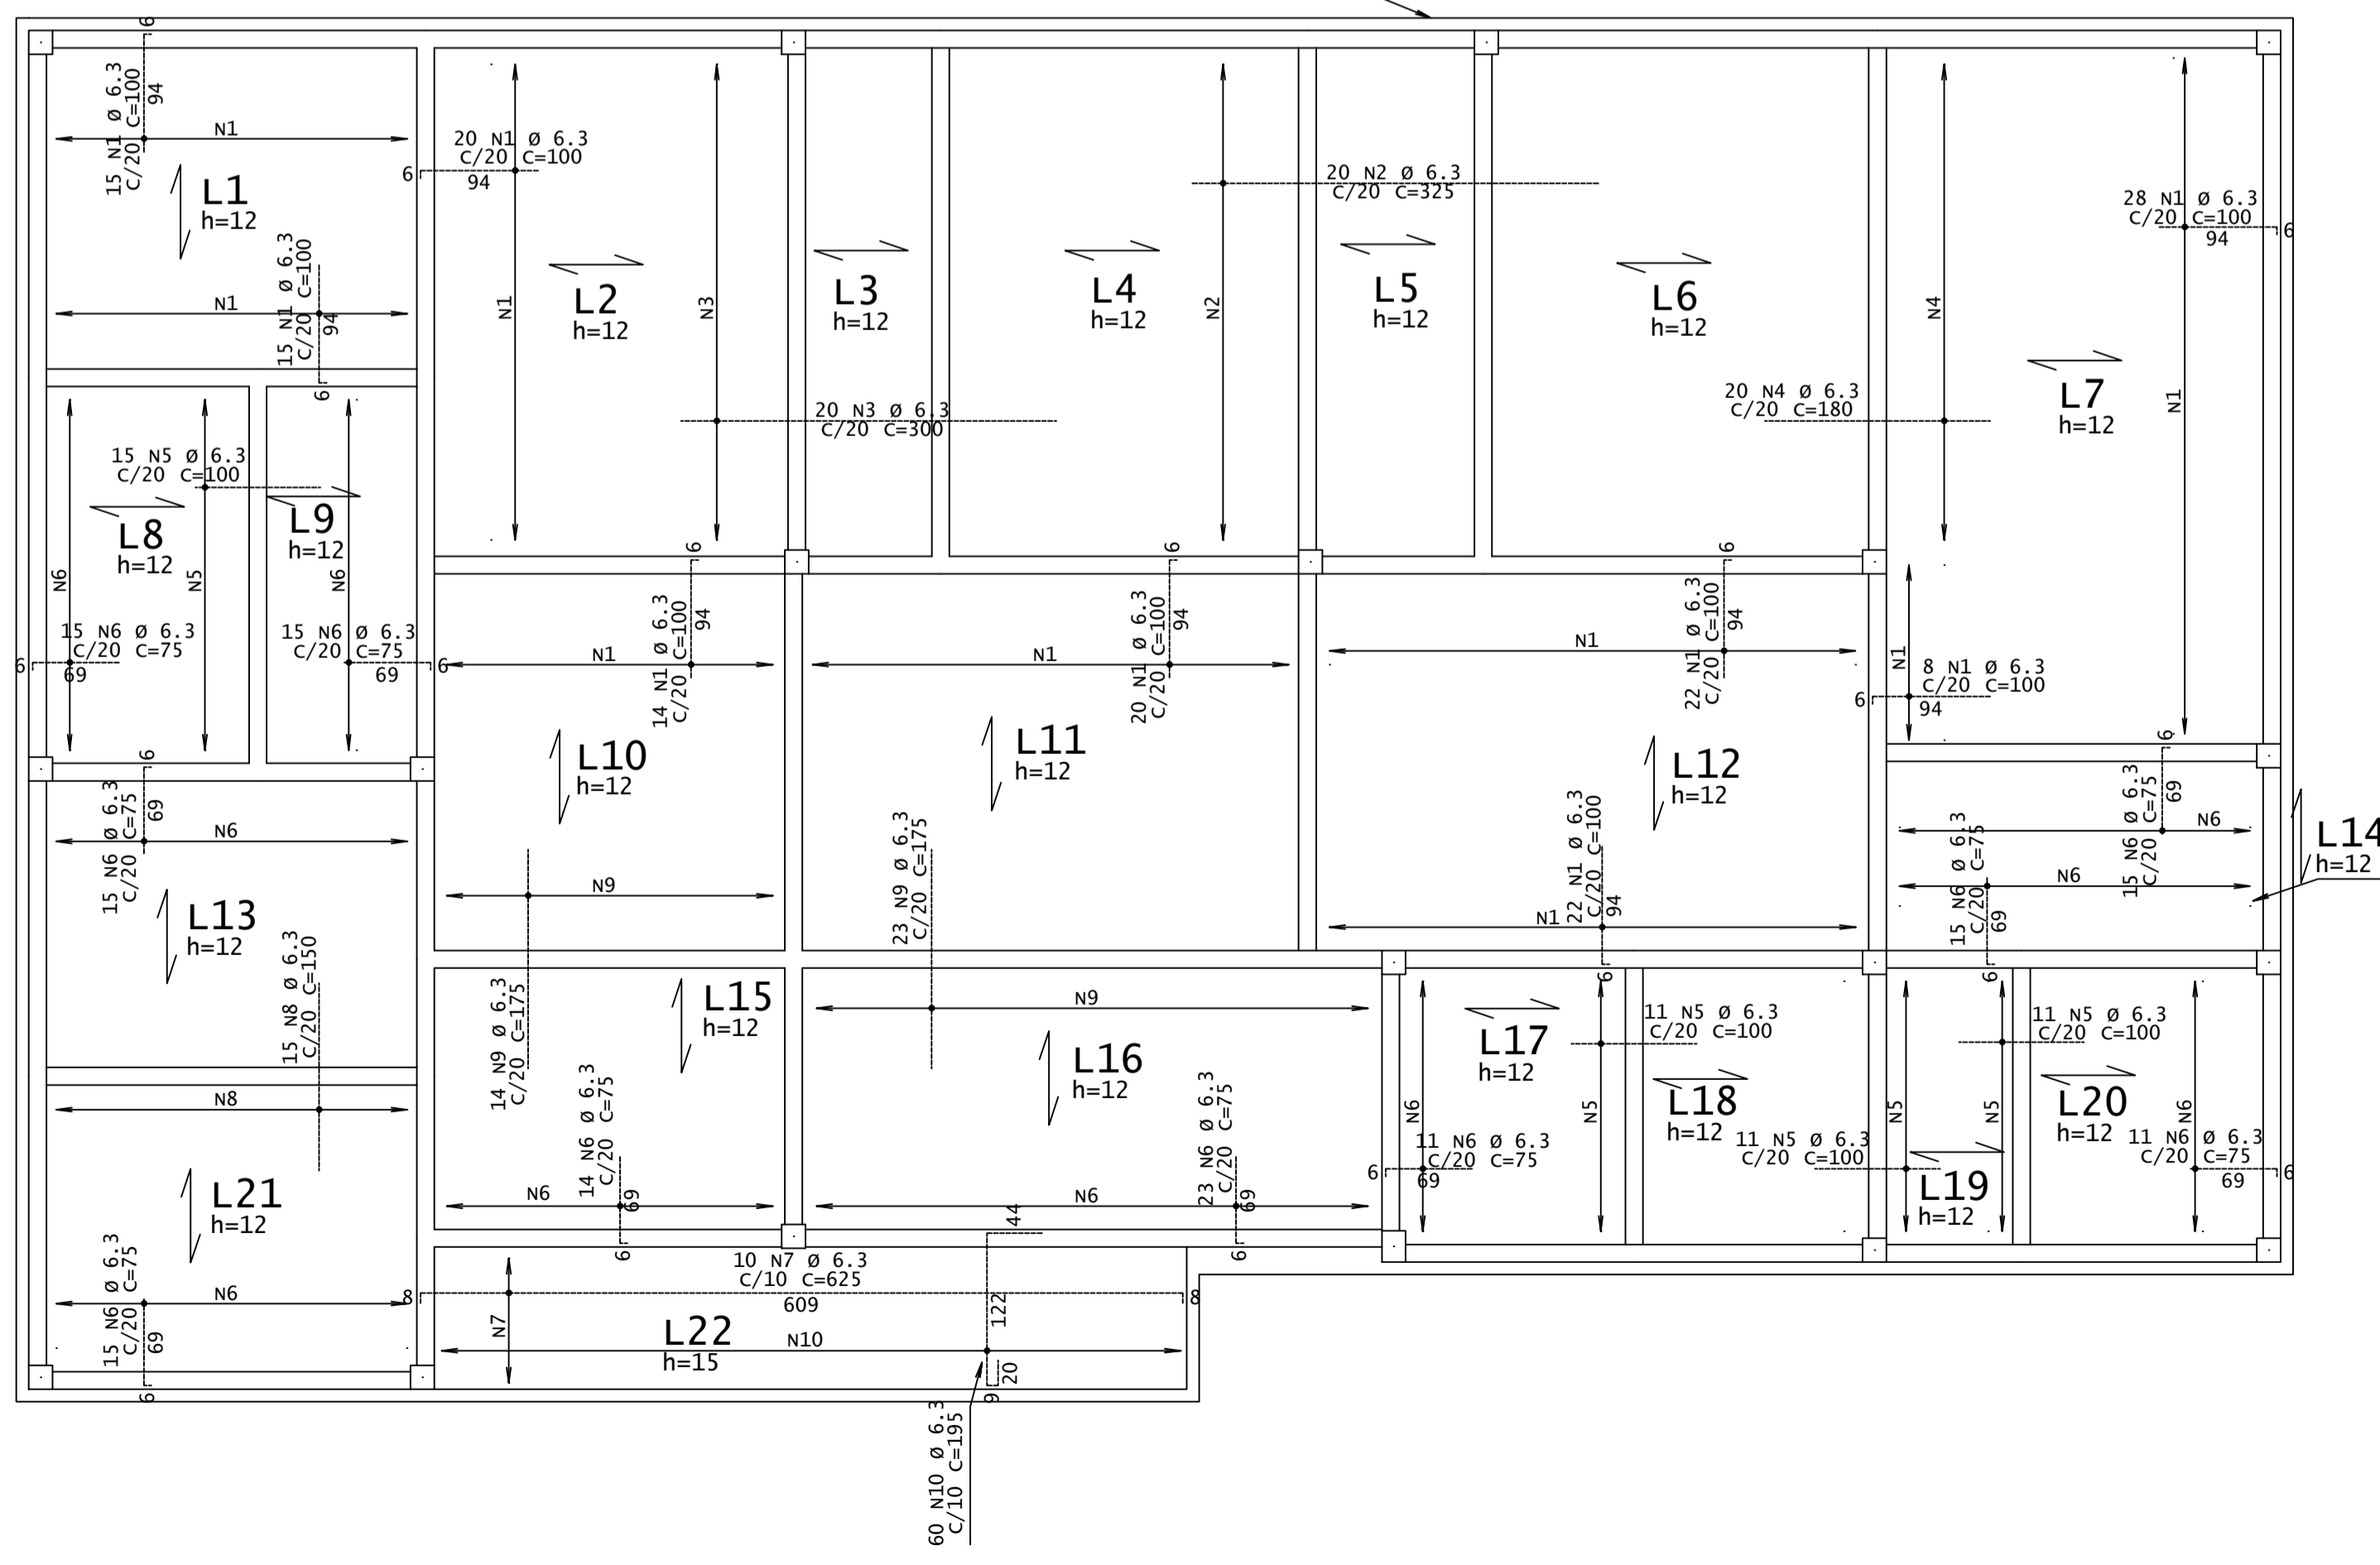 6
15 N1 Ø 6.3
C/20 C=100
94
N1
L1
h=12
15 N1 Ø 6.3
C/20 C=100
94
N1
6
20 N1 Ø 6.3
C/20 C=100
6
94
N1
L2
h=12
N3
L3
h=12
20 N3 Ø 6.3
C/20 C=300
L4
h=12
N2
20 N2 Ø 6.3
C/20 C=325
L5
h=12
L6
h=12
20 N4 Ø 6.3
C/20 C=180
N4
28 N1 Ø 6.3
C/20 C=100
94
6
L7
h=12
N1
15 N5 Ø 6.3
C/20 C=100
L8
h=12
N6
N5
L9
h=12
N6
15 N6 Ø 6.3
C/20 C=75
6
69
15 N6 Ø 6.3
C/20 C=75
69
6
6
14 N1 Ø 6.3
C/20 C=100
94
N1
L10
h=12
N9
6
20 N1 Ø 6.3
C/20 C=100
94
N1
L11
h=12
23 N9 Ø 6.3
C/20 C=175
6
22 N1 Ø 6.3
C/20 C=100
94
N1
L12
h=12
22 N1 Ø 6.3
C/20 C=100
94
N1
6
N1
8 N1 Ø 6.3
C/20 C=100
6
94
6
15 N6 Ø 6.3
C/20 C=75
69
N6
15 N6 Ø 6.3
C/20 C=75
69
N6
6
L14
h=12
6
15 N6 Ø 6.3
C/20 C=75
69
N6
L13
h=12
15 N8 Ø 6.3
C/20 C=150
N8
L21
h=12
15 N6 Ø 6.3
C/20 C=75
69
N6
6
14 N9 Ø 6.3
C/20 C=175
L15
h=12
14 N6 Ø 6.3
C/20 C=75
69
N6
6
N9
L16
h=12
23 N6 Ø 6.3
C/20 C=75
69
N6
6
L17
h=12
N6
11 N6 Ø 6.3
C/20 C=75
6
69
N5
11 N5 Ø 6.3
C/20 C=100
L18
h=12
11 N5 Ø 6.3
C/20 C=100
N5
L19
h=12
N5
11 N5 Ø 6.3
C/20 C=100
L20
h=12
N6
11 N6 Ø 6.3
C/20 C=75
69
6
10 N7 Ø 6.3
C/10 C=625
8
609
8
N7
L22
h=15
N10
44
122
20
9
60 N10 Ø 6.3
C/10 C=195